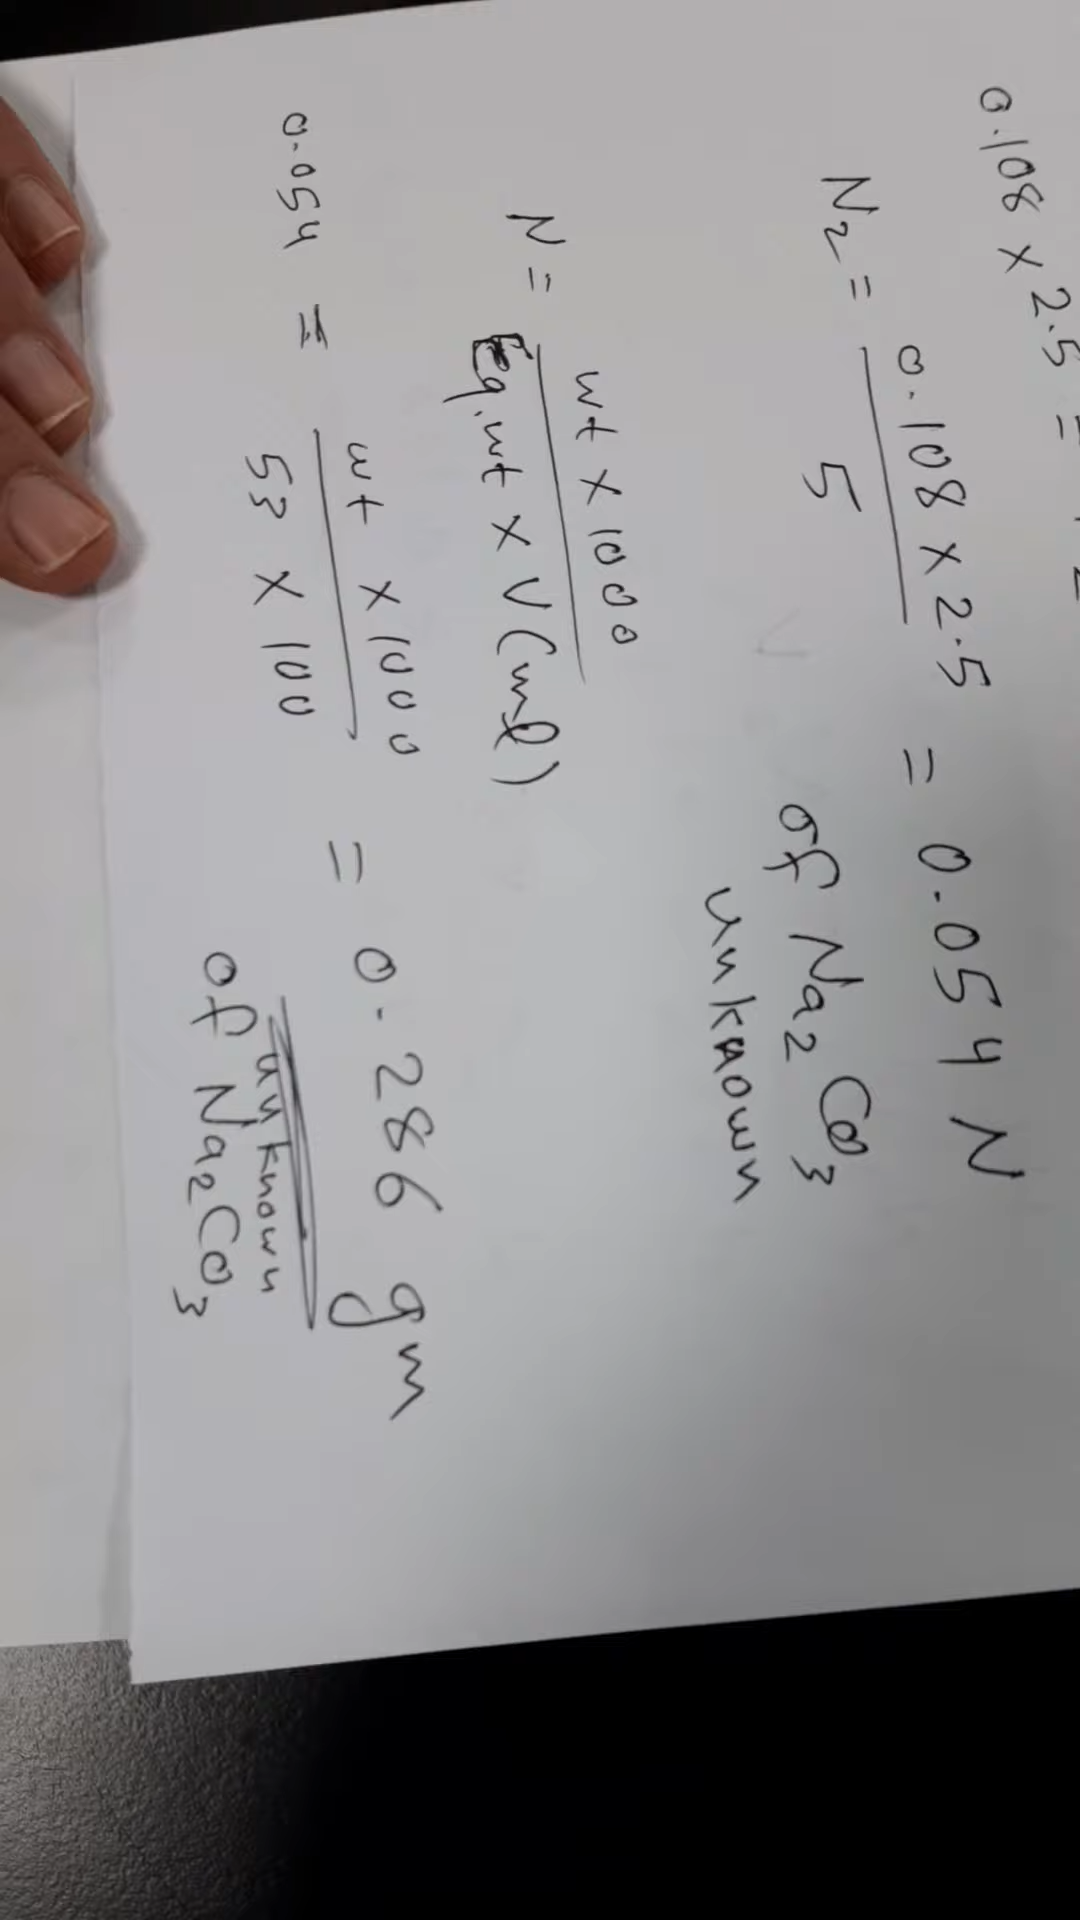 0.108 × 2.5 =
N₂ = 0.108 × 2.5 / 5 = 0.054 N
of Na₂CO₃
unknown
N = wt × 1000 / Eq.wt × V(ml)
0.054 = wt × 1000 / 53 × 100 = 0.286 gm
unknown
of Na₂CO₃